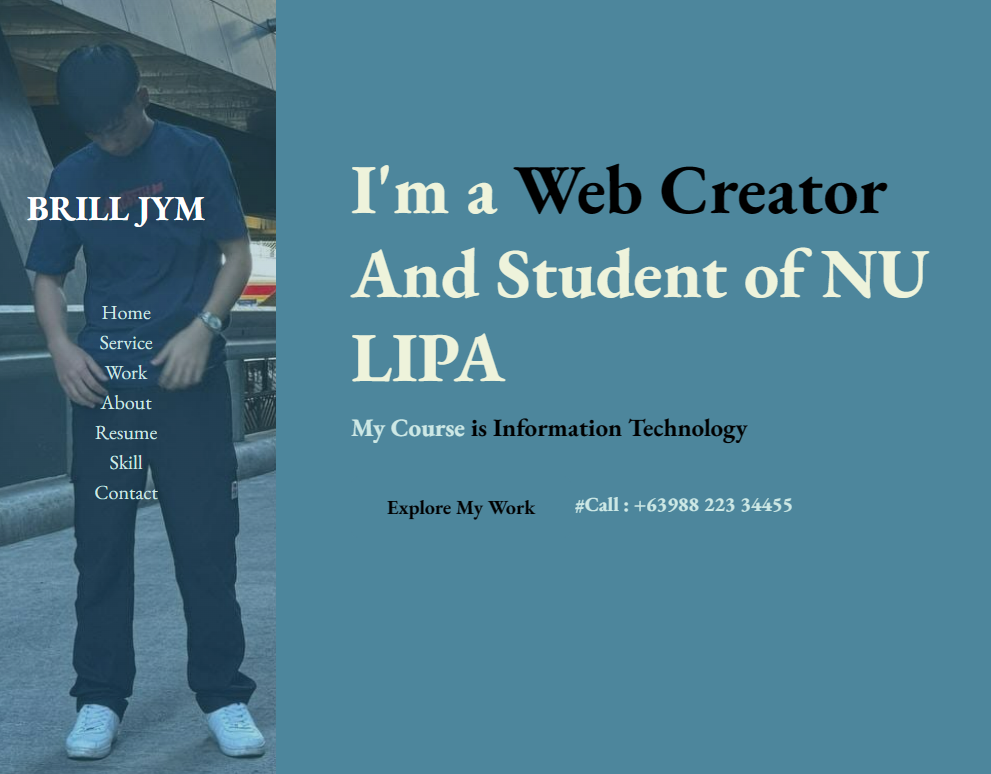 BRILL JYM
Home
Service
Work
About
Resume
Skill
Contact
I'm a Web Creator
And Student of NU
LIPA
My Course is Information Technology
Explore My Work
#Call : +63988 223 34455